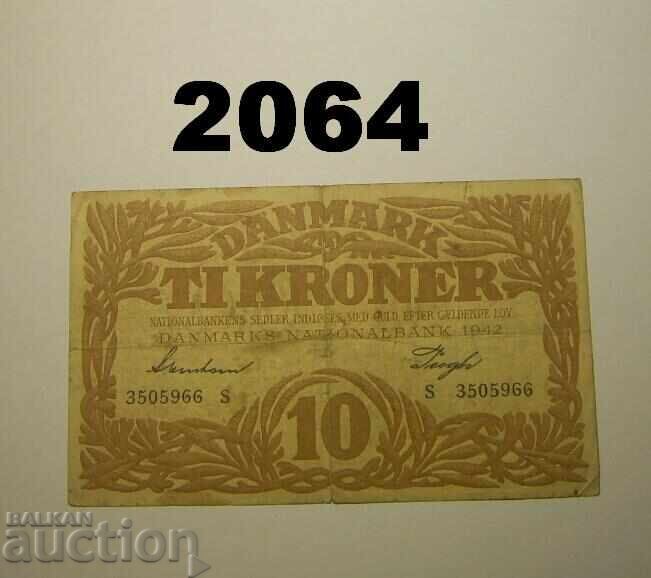 2064
DANMARK
TI KRONER
NATIONALBANKENS SEDLER INDLØSES MED GULD EFTER GÆLDENDE LOV
DANMARKS NATIONALBANK 1942
3505966 S
S 3505966
10
BALKAN
auction